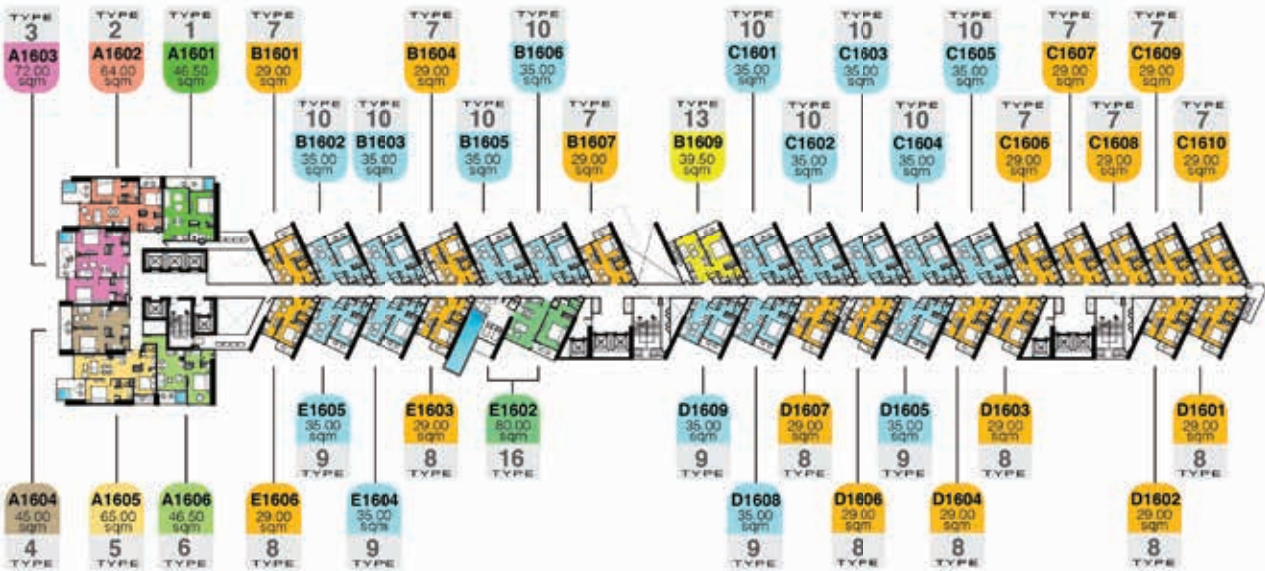 TYPE
3
A1603
72.00
sqm
TYPE
2
A1602
64.00
sqm
TYPE
1
A1601
46.50
sqm
TYPE
7
B1601
29.00
sqm
TYPE
7
B1604
29.00
sqm
TYPE
10
B1606
35.00
sqm
TYPE
10
C1601
35.00
sqm
TYPE
10
C1603
35.00
sqm
TYPE
10
C1605
35.00
sqm
TYPE
7
C1607
29.00
sqm
TYPE
7
C1609
29.00
sqm
TYPE
10
B1602
35.00
sqm
TYPE
10
B1603
35.00
sqm
TYPE
10
B1605
35.00
sqm
TYPE
7
B1607
29.00
sqm
TYPE
13
B1609
39.50
sqm
TYPE
10
C1602
35.00
sqm
TYPE
10
C1604
35.00
sqm
TYPE
7
C1606
29.00
sqm
TYPE
7
C1608
29.00
sqm
TYPE
7
C1610
29.00
sqm
E1605
35.00
sqm
9
TYPE
E1603
29.00
sqm
8
TYPE
E1602
80.00
sqm
16
TYPE
D1609
35.00
sqm
9
TYPE
D1607
29.00
sqm
8
TYPE
D1605
35.00
sqm
9
TYPE
D1603
29.00
sqm
8
TYPE
D1601
29.00
sqm
8
TYPE
A1604
45.00
sqm
4
TYPE
A1605
65.00
sqm
5
TYPE
A1606
46.50
sqm
6
TYPE
E1606
29.00
sqm
8
TYPE
E1604
35.00
sqm
9
TYPE
D1608
35.00
sqm
9
TYPE
D1606
29.00
sqm
8
TYPE
D1604
29.00
sqm
8
TYPE
D1602
29.00
sqm
8
TYPE